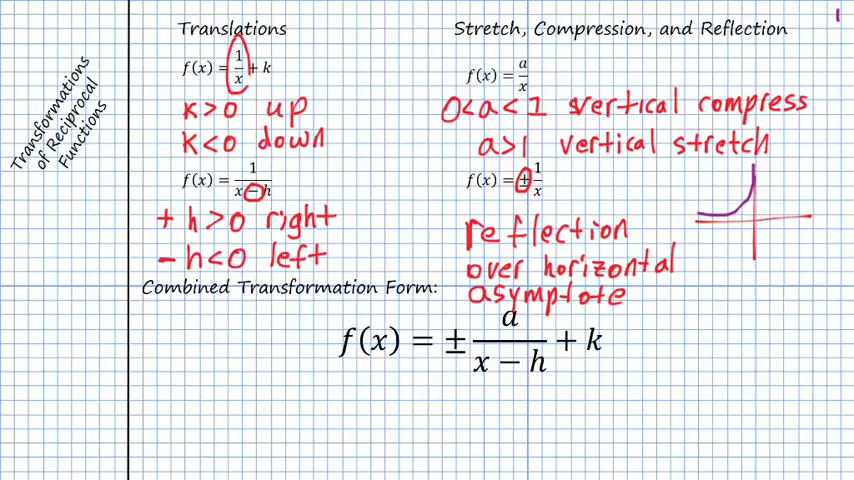 Transformations
of Reciprocal
Functions
Translations
f(x) = 1/x + k
K>0 up
K<0 down
f(x) = 1/(x − h)
+ h>0 right
− h<0 left
Stretch, Compression, and Reflection
f(x) = a/x
0<a<1 vertical compress
a>1 vertical stretch
f(x) = ± 1/x
reflection
over horizontal
asymptote
Combined Transformation Form:
f(x) = ± a/(x − h) + k